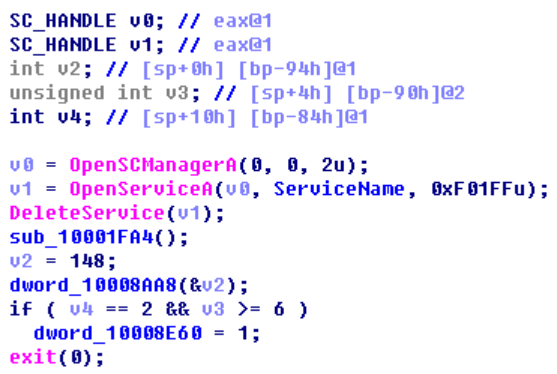 SC_HANDLE v0; // eax@1
SC_HANDLE v1; // eax@1
int v2; // [sp+0h] [bp-94h]@1
unsigned int v3; // [sp+4h] [bp-90h]@2
int v4; // [sp+10h] [bp-84h]@1
v0 = OpenSCManagerA(0, 0, 2u);
v1 = OpenServiceA(v0, ServiceName, 0xF01FFu);
DeleteService(v1);
sub_10001FA4();
v2 = 148;
dword_10008AA8(&v2);
if ( v4 == 2 && v3 >= 6 )
dword_10008E60 = 1;
exit(0);